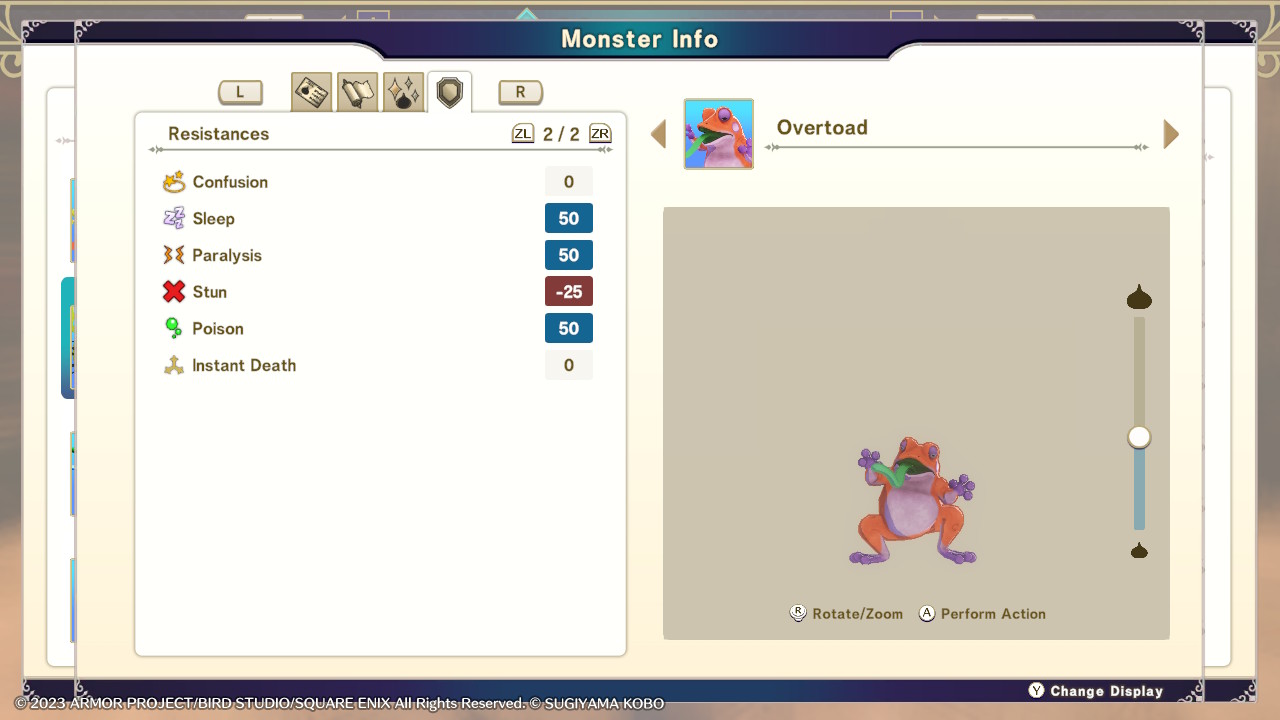 Monster Info
L
R
Resistances
ZL 2 / 2 ZR
Confusion 0
Sleep 50
Paralysis 50
Stun -25
Poison 50
Instant Death 0
Overtoad
R Rotate/Zoom A Perform Action
Y Change Display
© 2023 ARMOR PROJECT/BIRD STUDIO/SQUARE ENIX All Rights Reserved. © SUGIYAMA KOBO